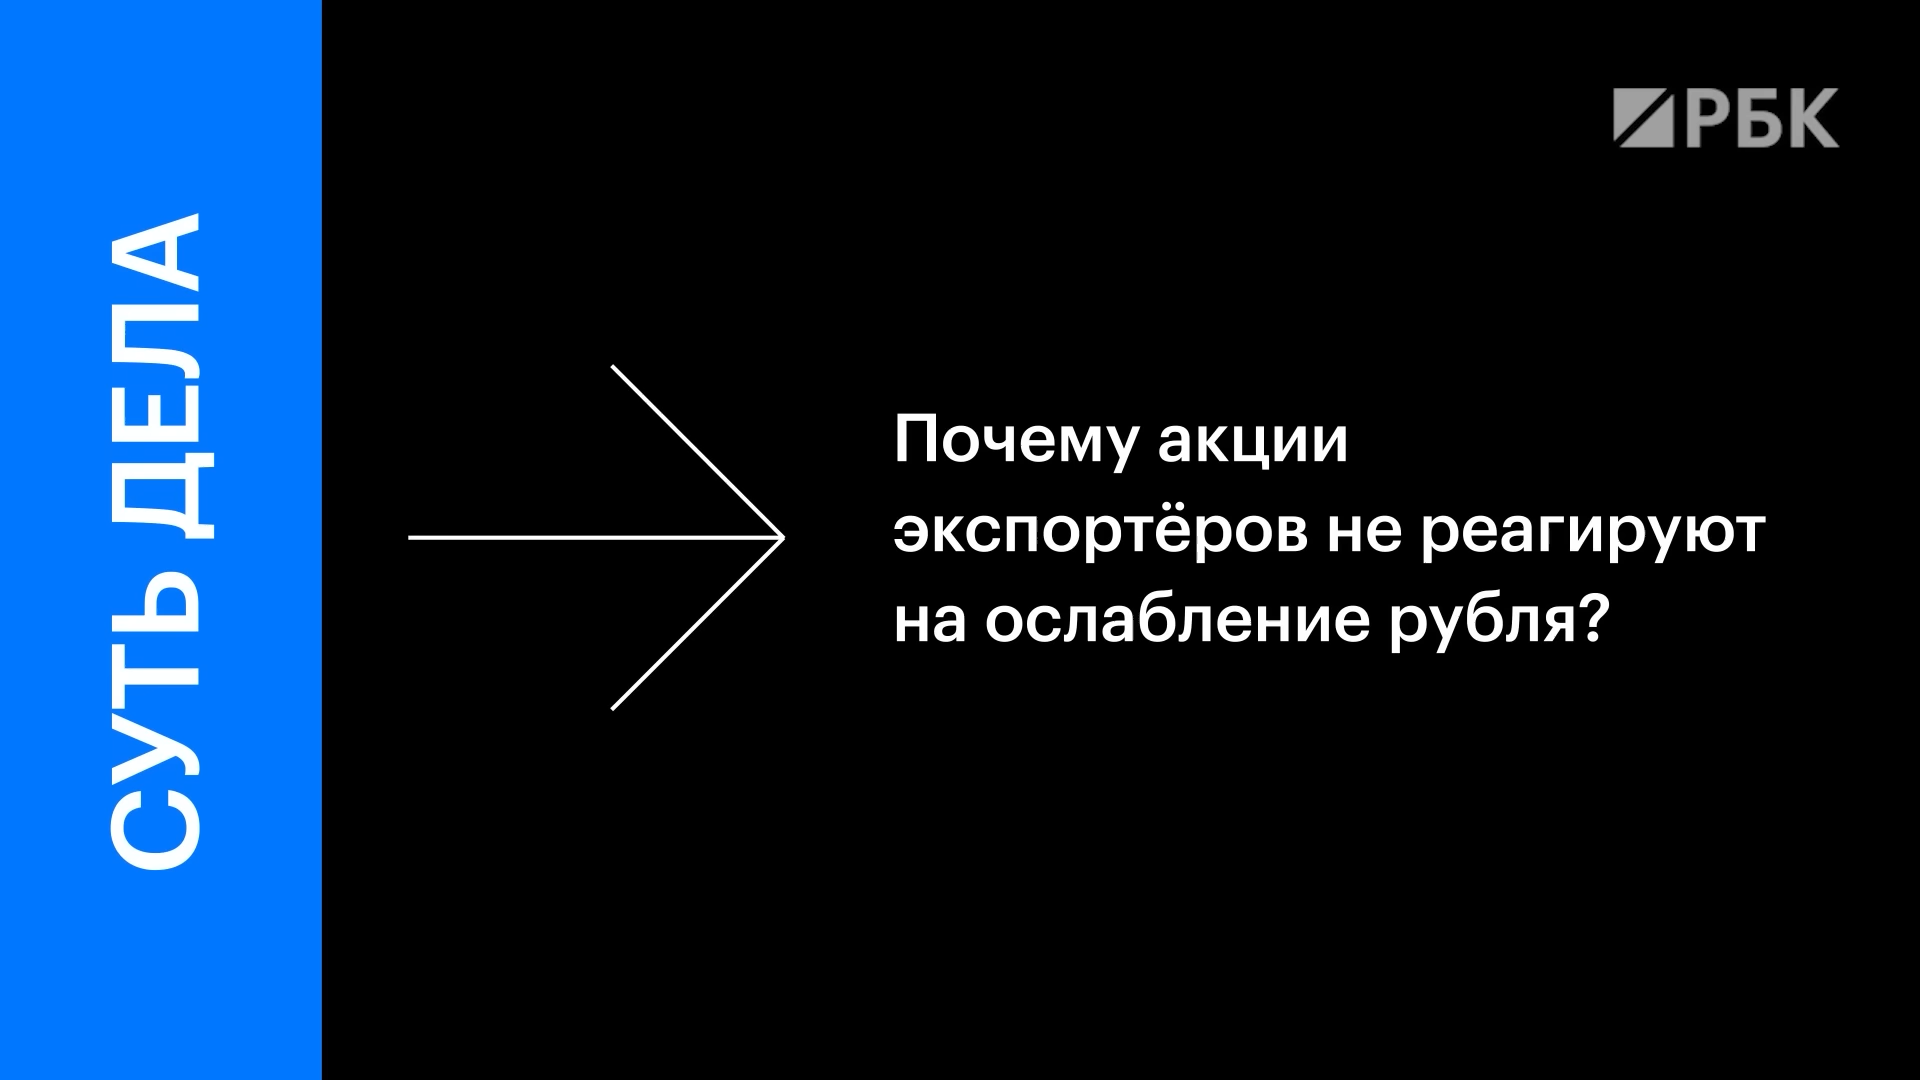 СУТЬ ДЕЛА
РБК
Почему акции
экспортёров не реагируют
на ослабление рубля?